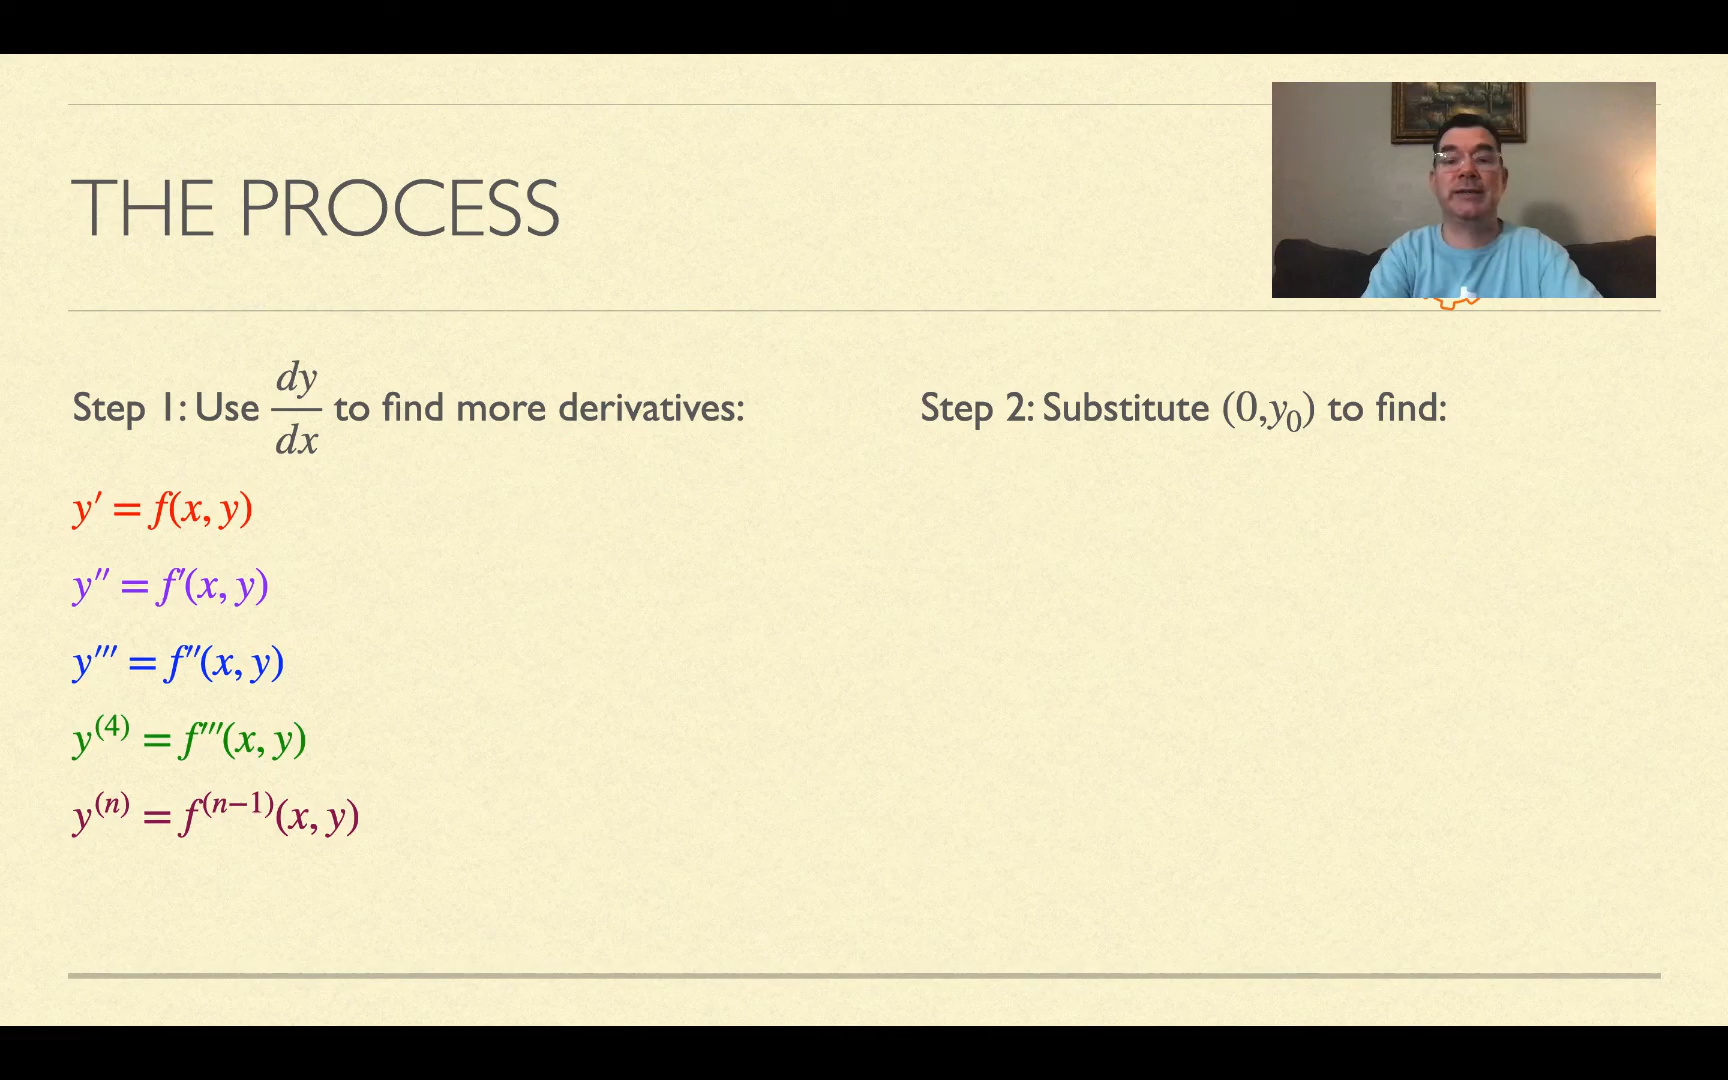 THE PROCESS
Step 1: Use dy/dx to find more derivatives:
y′ = f(x, y)
y″ = f′(x, y)
y‴ = f″(x, y)
y⁽⁴⁾ = f‴(x, y)
y⁽ⁿ⁾ = f⁽ⁿ⁻¹⁾(x, y)
Step 2: Substitute (0,y₀) to find: